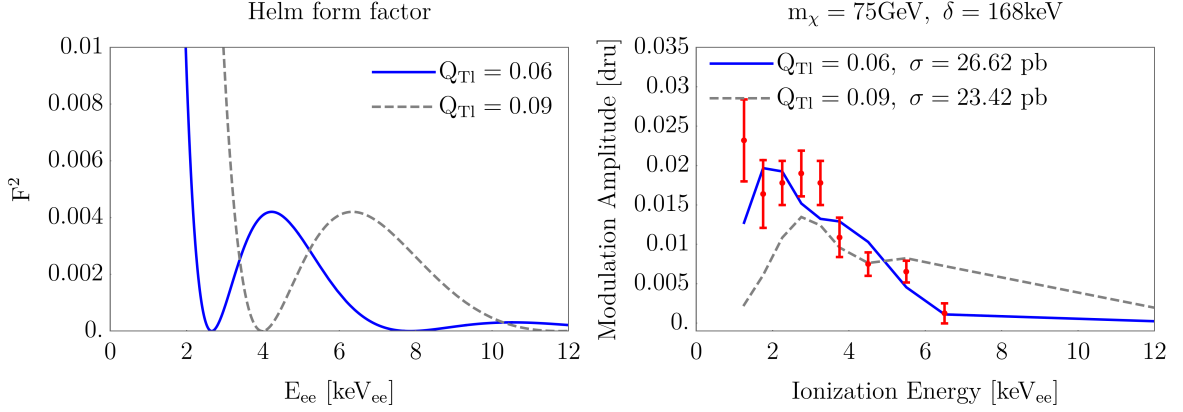 Helm form factor
F²
0.01
0.008
0.006
0.004
0.002
0.
Q_Tl = 0.06
Q_Tl = 0.09
0 2 4 6 8 10 12
E_ee [keV_ee]
m_χ = 75GeV, δ = 168keV
Modulation Amplitude [dru]
0.035
0.03
0.025
0.02
0.015
0.01
0.005
0.
Q_Tl = 0.06, σ = 26.62 pb
Q_Tl = 0.09, σ = 23.42 pb
0 2 4 6 8 10 12
Ionization Energy [keV_ee]